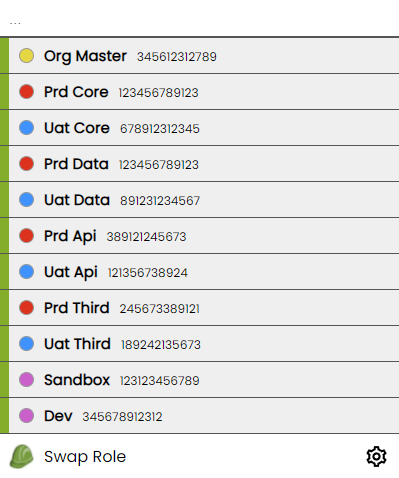 ...
Org Master 345612312789
Prd Core 123456789123
Uat Core 678912312345
Prd Data 123456789123
Uat Data 891231234567
Prd Api 389121245673
Uat Api 121356738924
Prd Third 245673389121
Uat Third 189242135673
Sandbox 123123456789
Dev 345678912312
Swap Role